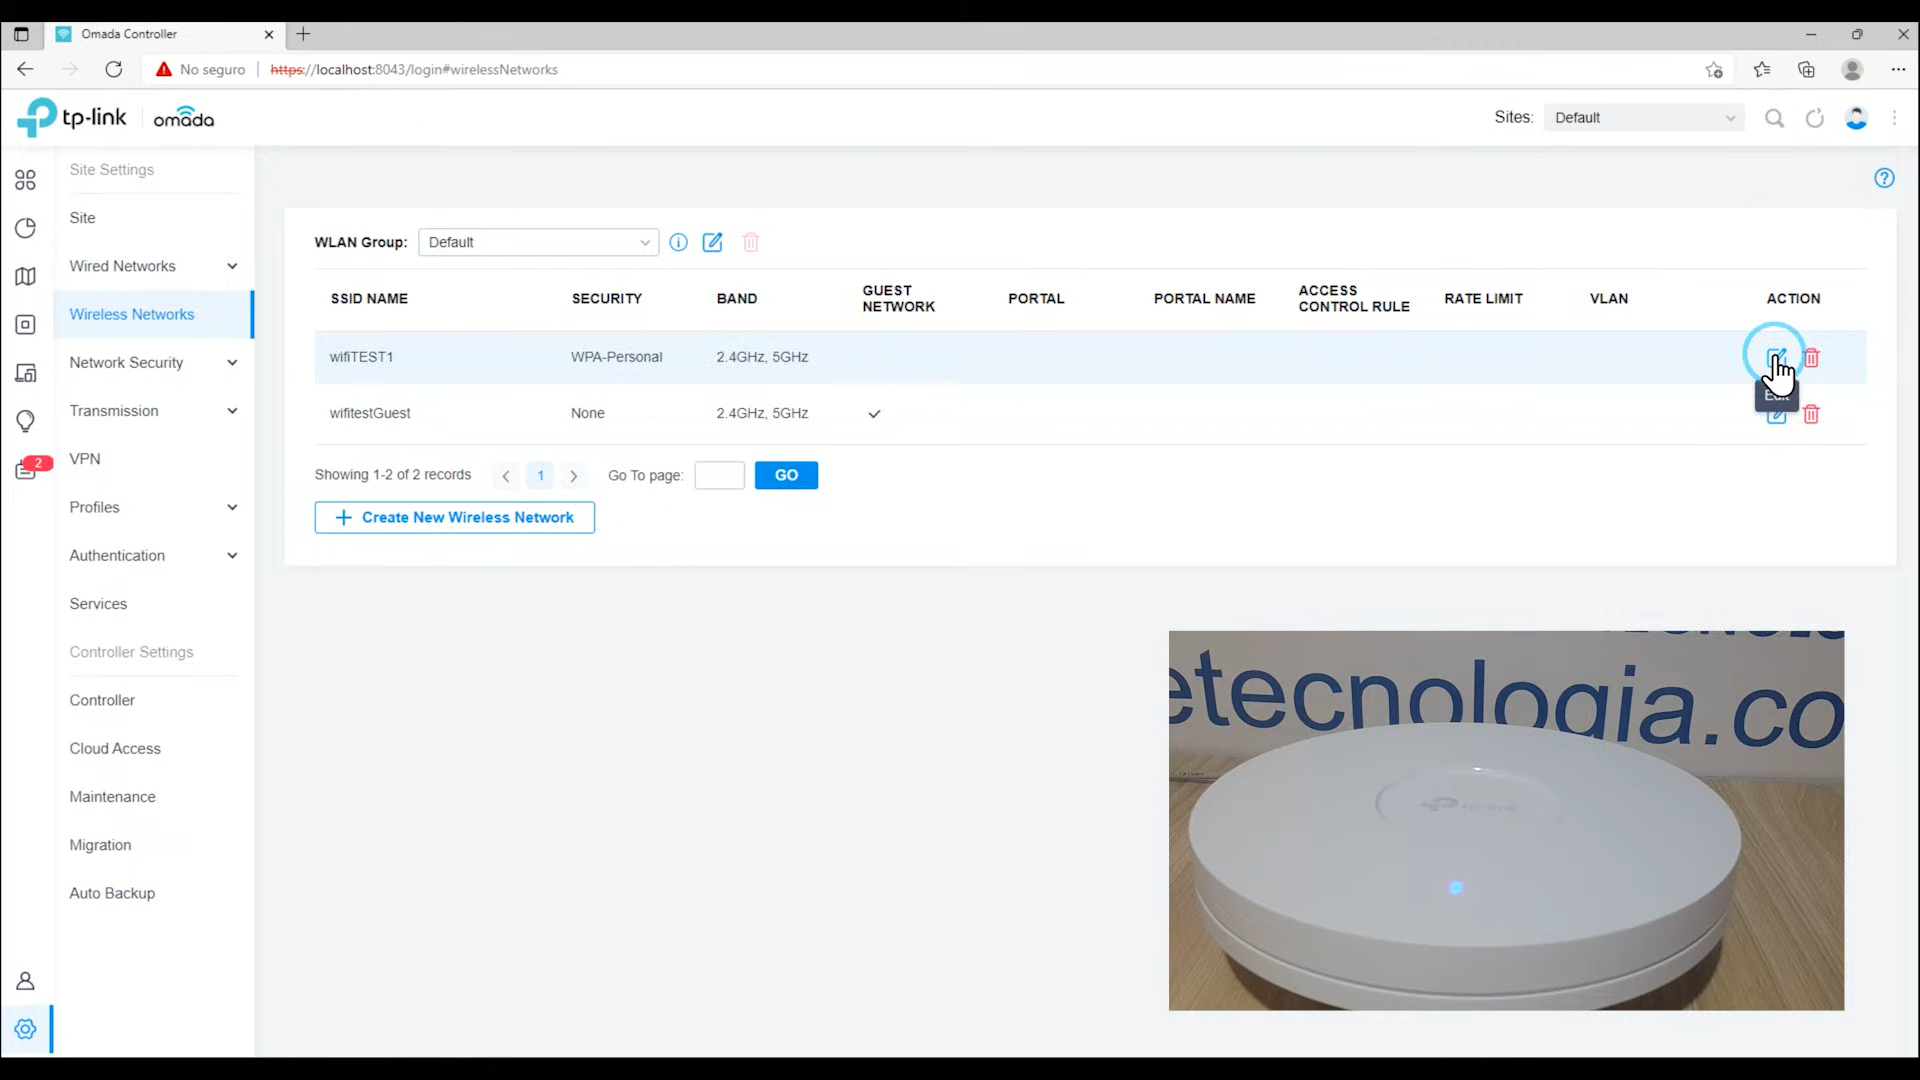 Omada Controller
No seguro
https://localhost:8043/login#wirelessNetworks
tp-link
omada
Sites:
Default
Site Settings
Site
Wired Networks
Wireless Networks
Network Security
Transmission
VPN
Profiles
Authentication
Services
Controller Settings
Controller
Cloud Access
Maintenance
Migration
Auto Backup
2
WLAN Group:
Default
SSID NAME SECURITY BAND GUEST NETWORK PORTAL PORTAL NAME ACCESS CONTROL RULE RATE LIMIT VLAN ACTION
wifiTEST1 WPA-Personal 2.4GHz, 5GHz
wifitestGuest None 2.4GHz, 5GHz
Showing 1-2 of 2 records
1
Go To page:
GO
Create New Wireless Network
etecnologia.co
tp-link